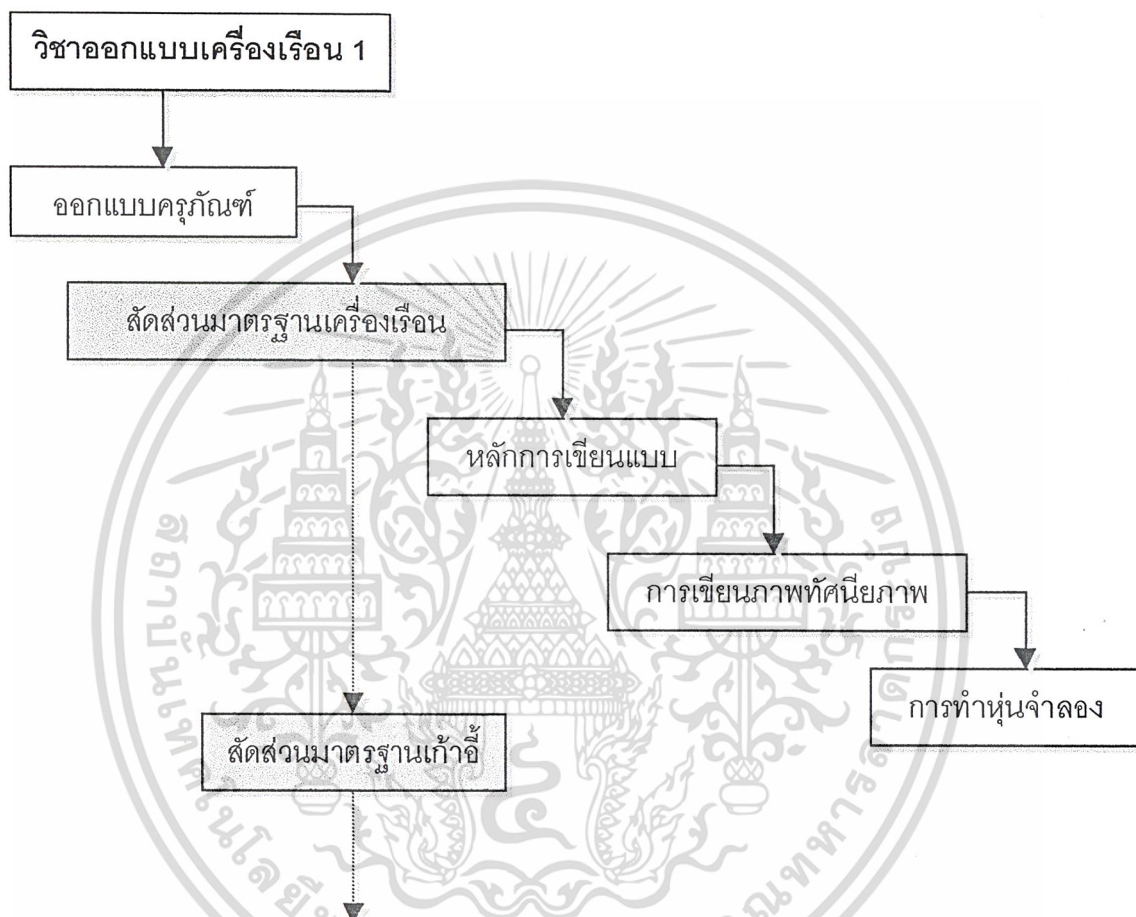 วิชาออกแบบเครื่องเรือน 1
ออกแบบครุภัณฑ์
สัดส่วนมาตรฐานเครื่องเรือน
หลักการเขียนแบบ
การเขียนภาพทัศนียภาพ
การทำหุ่นจำลอง
สัดส่วนมาตรฐานเก้าอี้